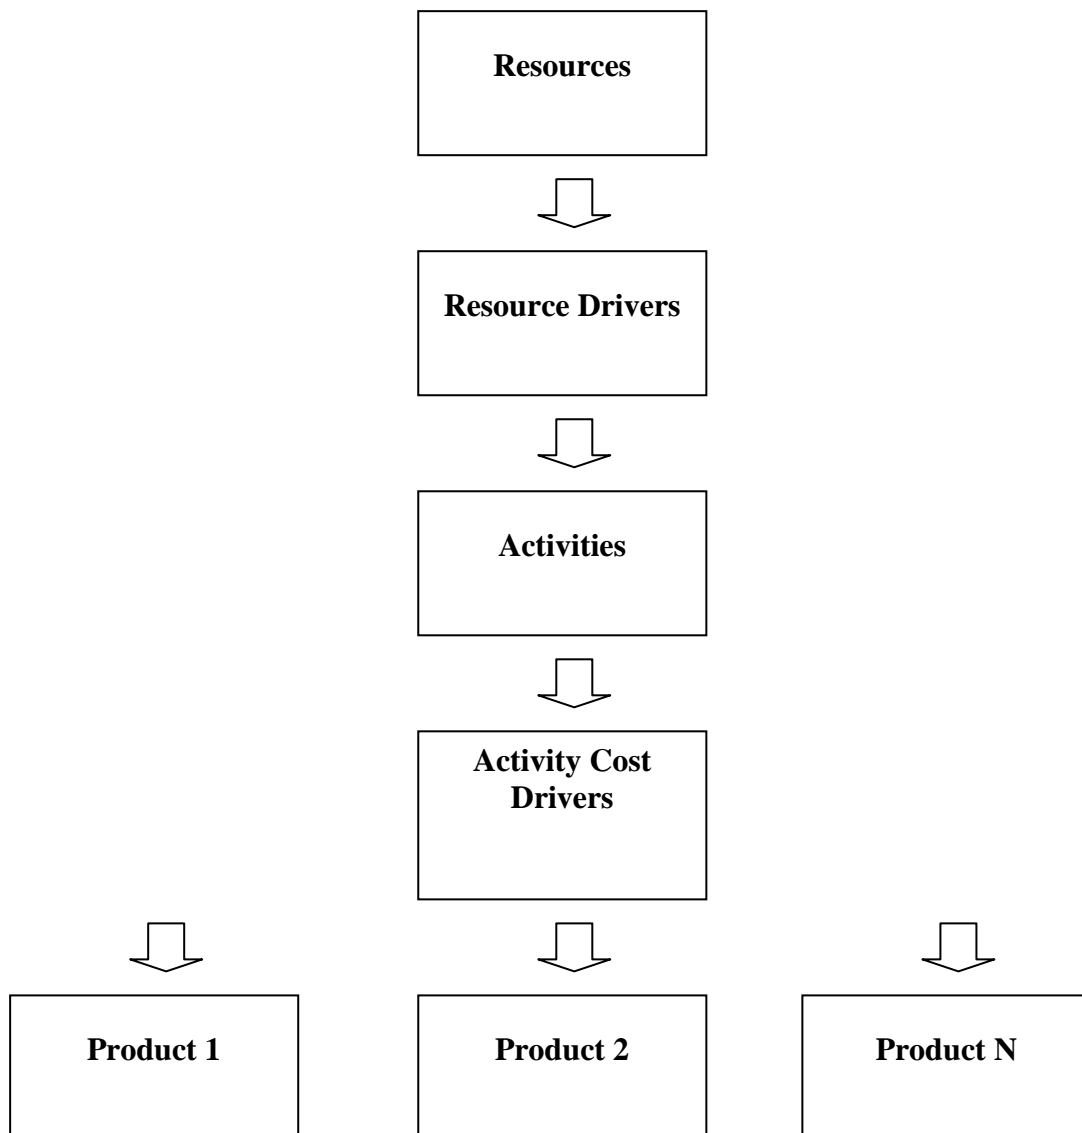 Resources
Resource Drivers
Activities
Activity Cost
Drivers
Product 1
Product 2
Product N